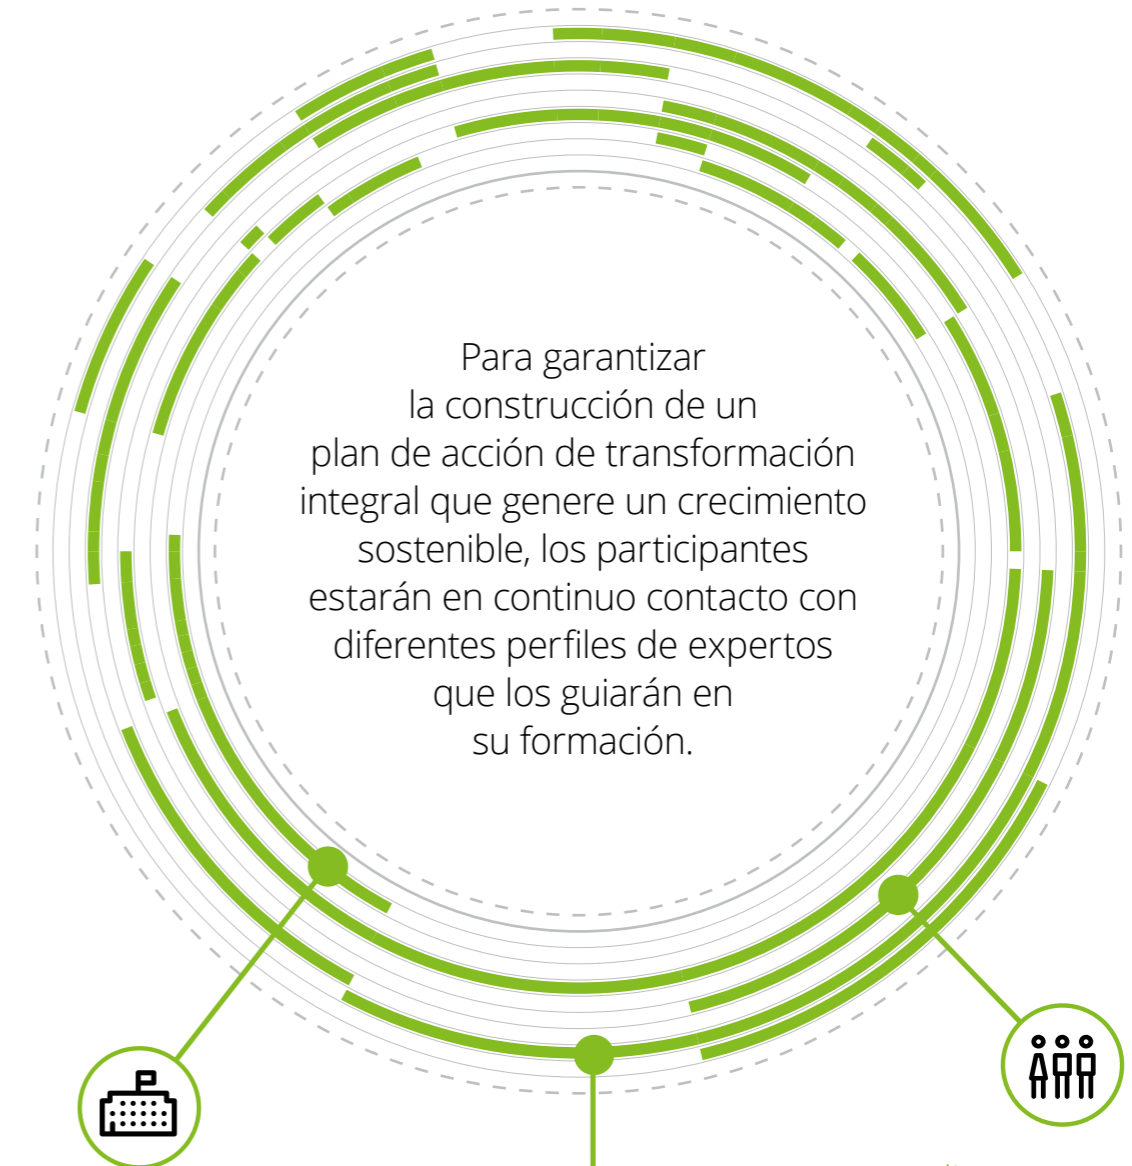 Para garantizar
la construcción de un
plan de acción de transformación
integral que genere un crecimiento
sostenible, los participantes
estarán en continuo contacto con
diferentes perfiles de expertos
que los guiarán en
su formación.